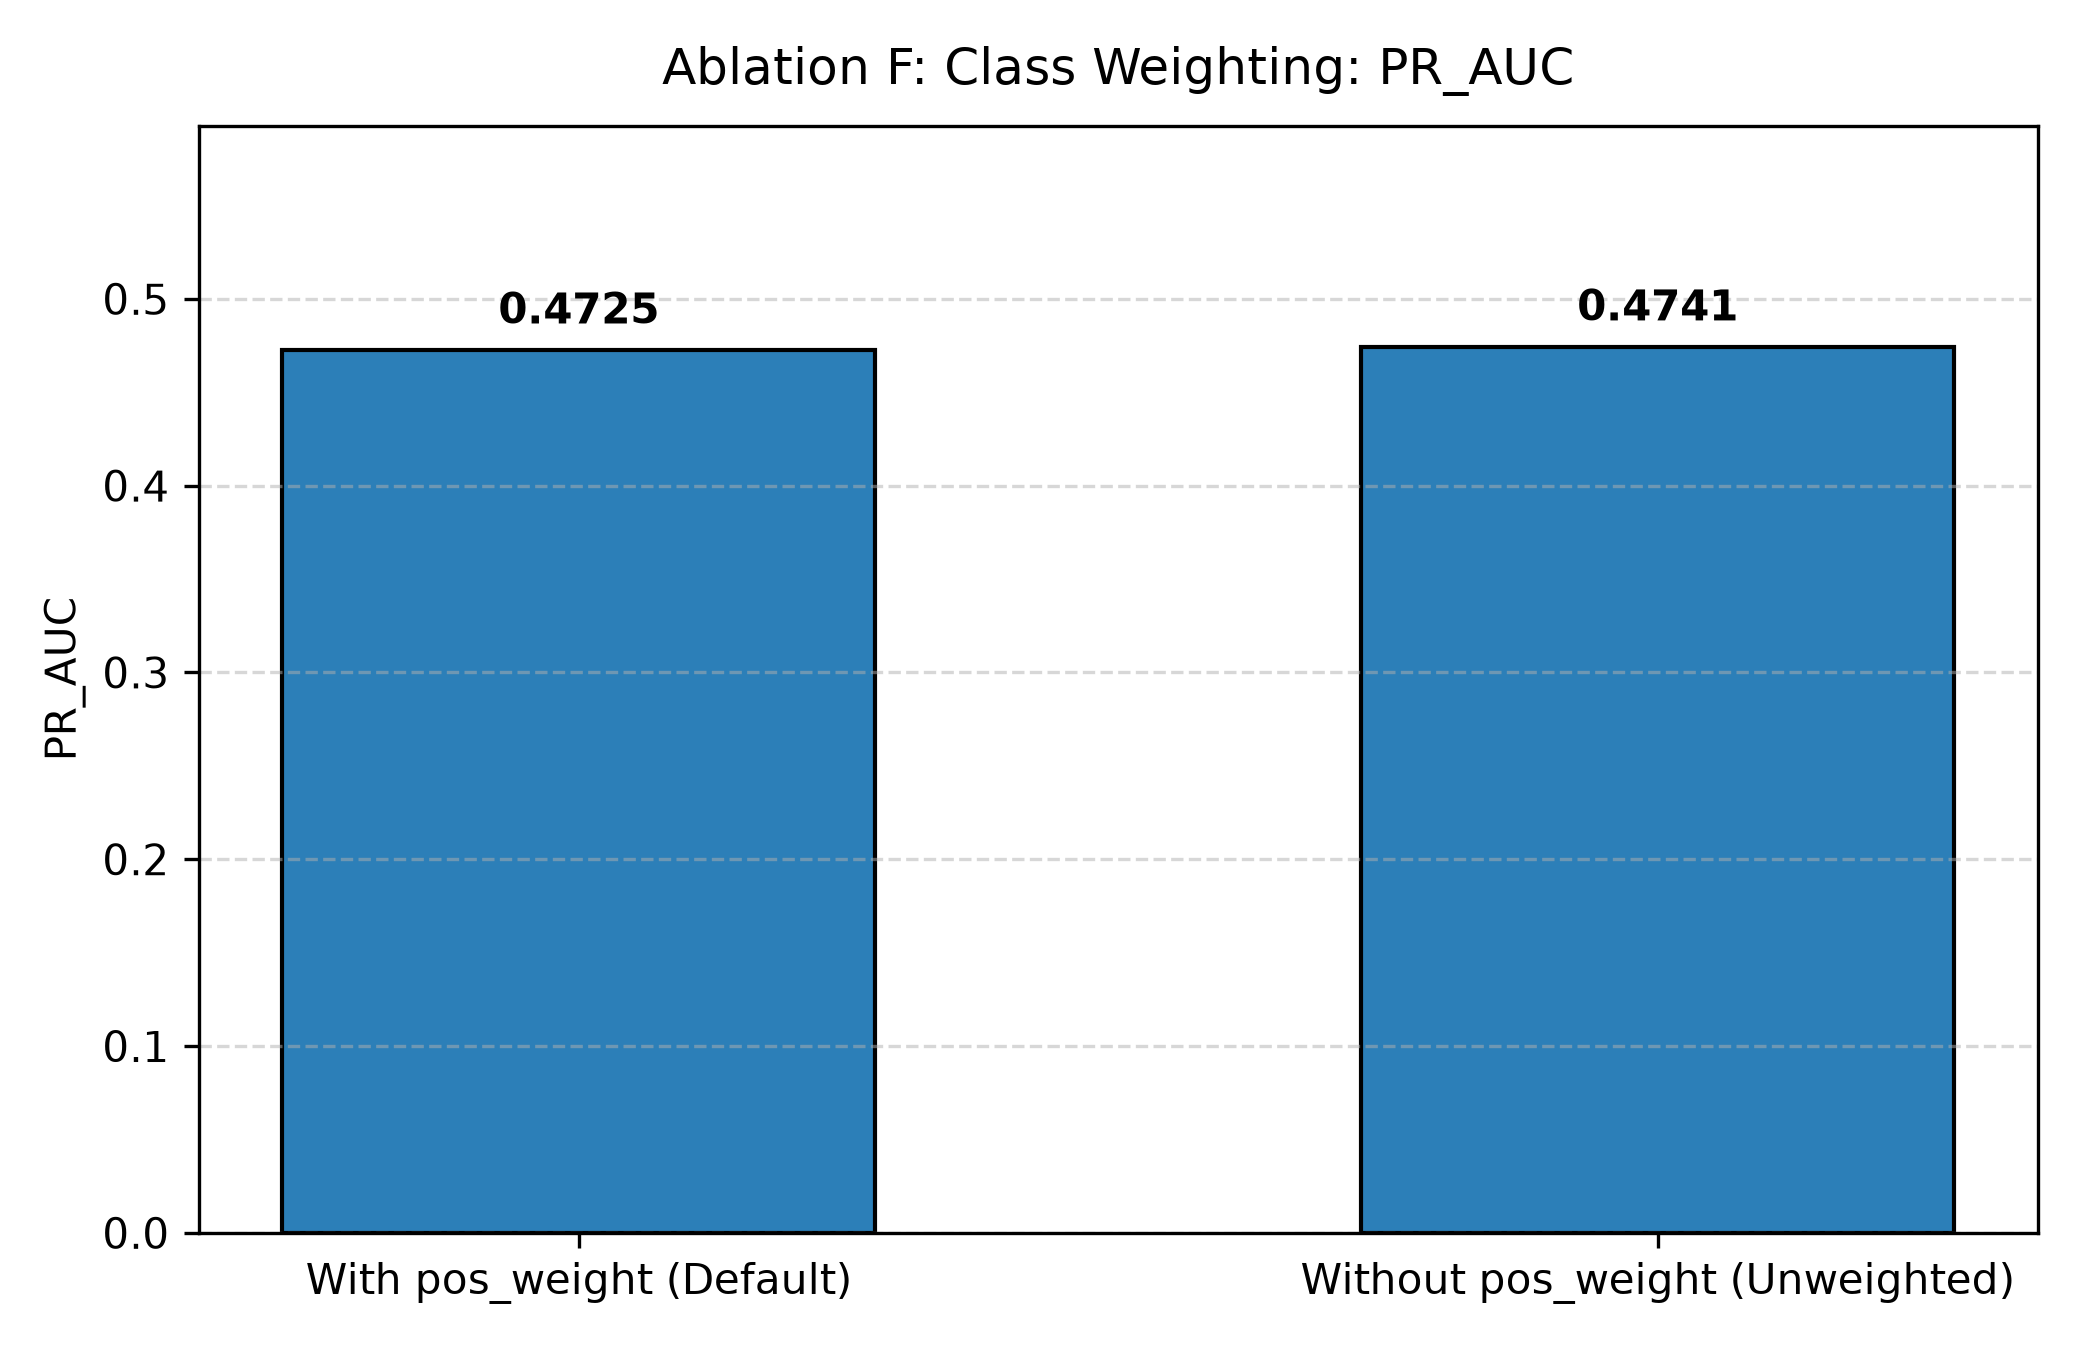 Ablation F: Class Weighting: PR_AUC
PR_AUC
0.5
0.4
0.3
0.2
0.1
0.0
0.4725
0.4741
With pos_weight (Default)
Without pos_weight (Unweighted)